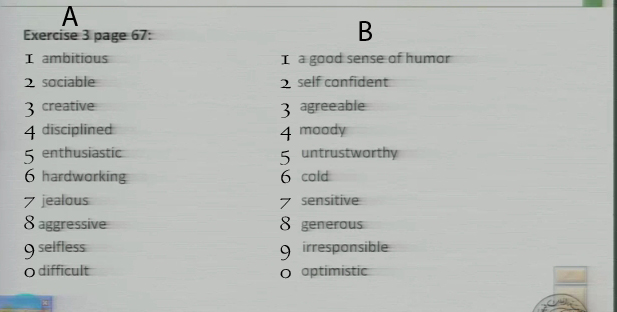 A
B
Exercise 3 page 67:
1 ambitious
2 sociable
3 creative
4 disciplined
5 enthusiastic
6 hardworking
7 jealous
8 aggressive
9 selfless
0 difficult
1 a good sense of humor
2 self confident
3 agreeable
4 moody
5 untrustworthy
6 cold
7 sensitive
8 generous
9 irresponsible
0 optimistic